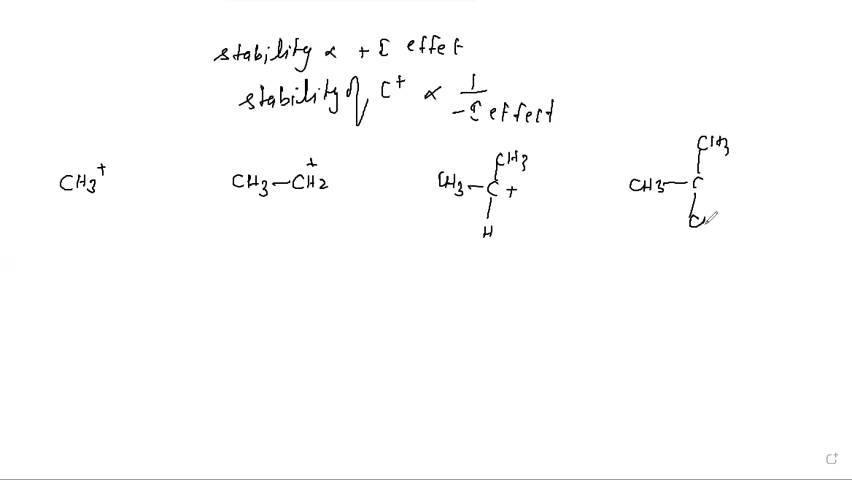 stability ∝ + I effect
stability of C⁺ ∝ 1
- I effect
CH3⁺ CH3—CH2⁺ CH3—C+ CH3 H CH3—C CH3 C
C⁺